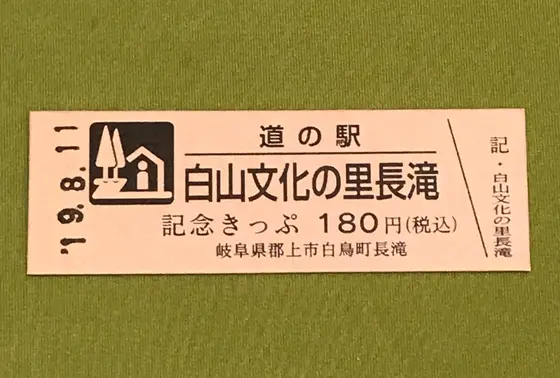 '19.8.11
道の駅
白山文化の里長滝
記念きっぷ 180円(税込)
岐阜県郡上市白鳥町長滝
記・白山文化の里長滝